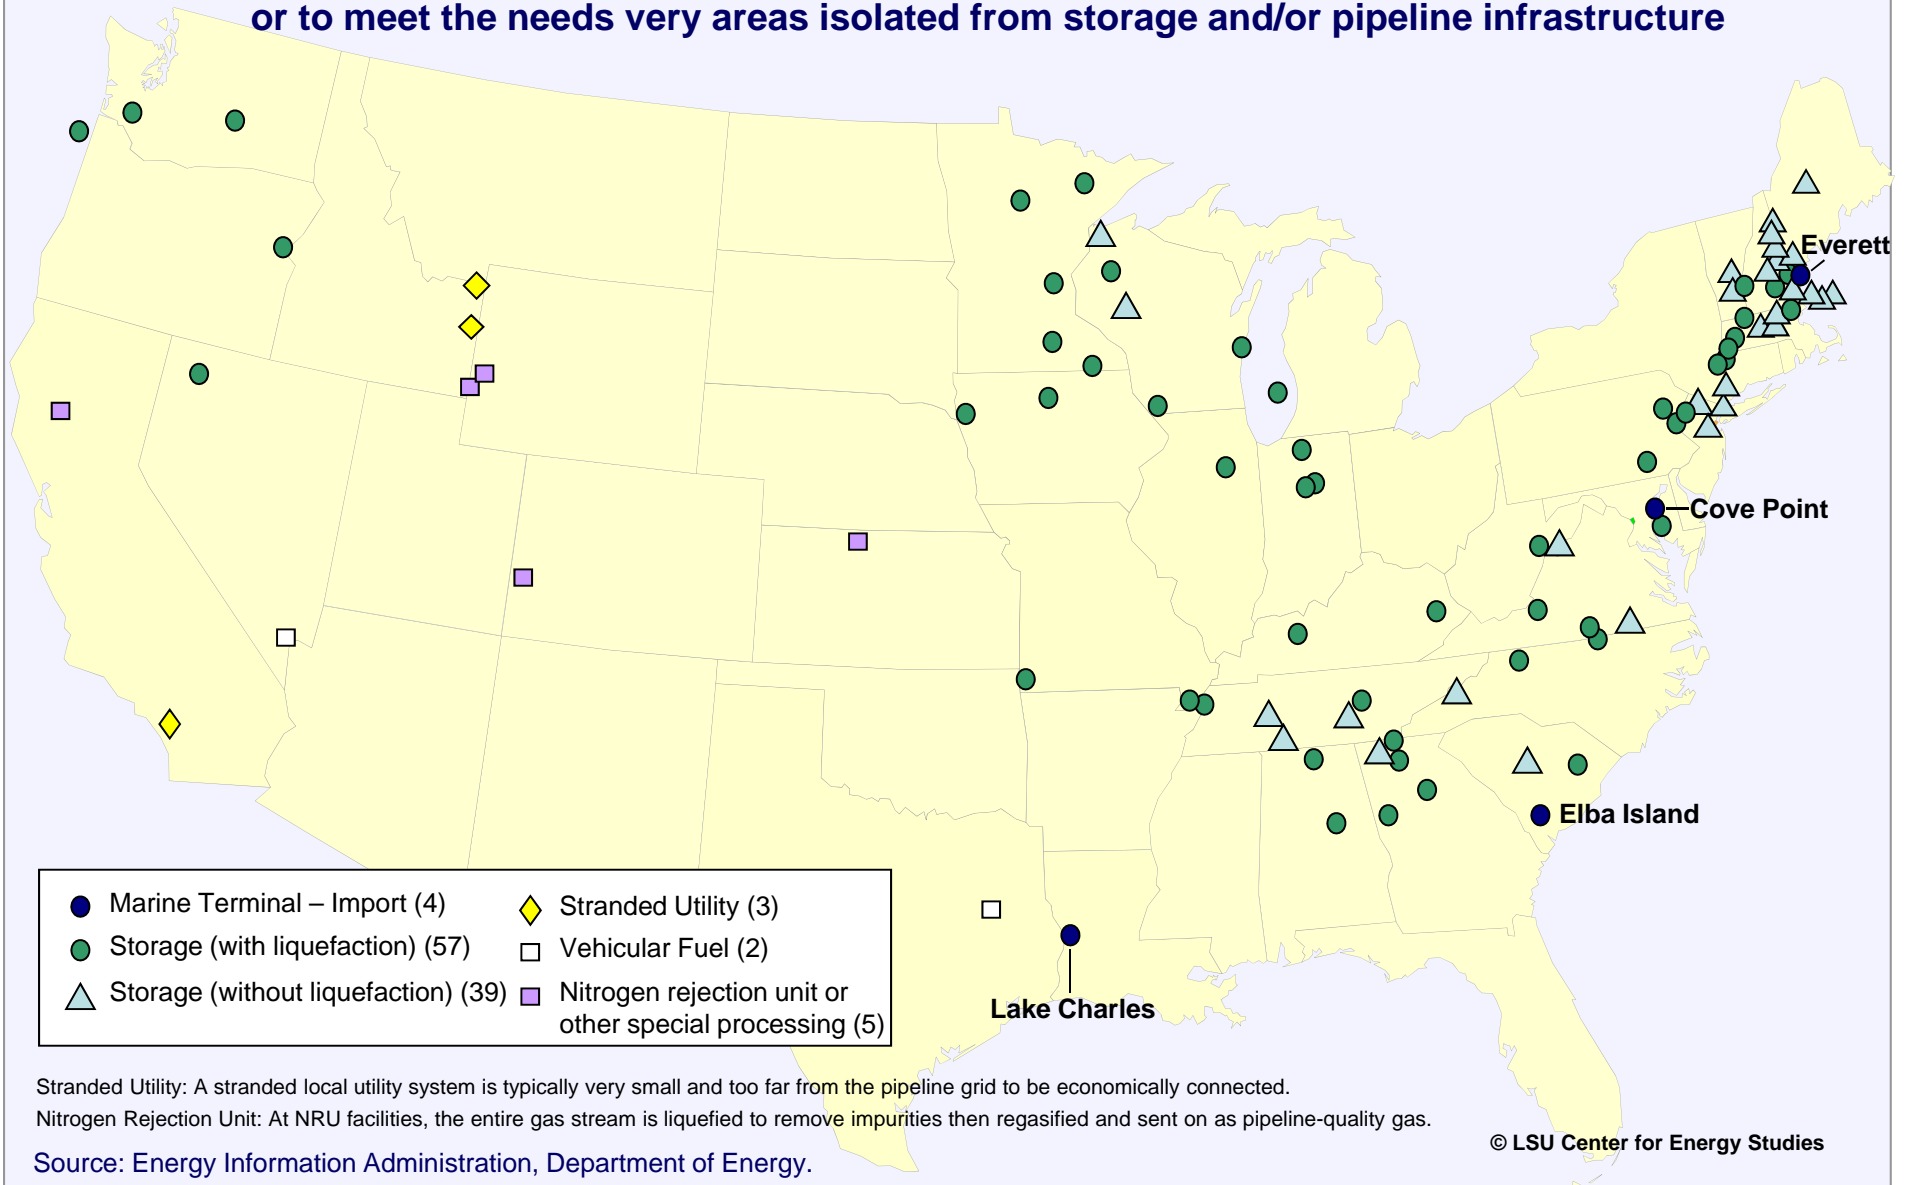 or to meet the needs very areas isolated from storage and/or pipeline infrastructure
Everett
Cove Point
Elba Island
Lake Charles
Marine Terminal – Import (4)
Storage (with liquefaction) (57)
Storage (without liquefaction) (39)
Stranded Utility (3)
Vehicular Fuel (2)
Nitrogen rejection unit or
other special processing (5)
Stranded Utility: A stranded local utility system is typically very small and too far from the pipeline grid to be economically connected.
Nitrogen Rejection Unit: At NRU facilities, the entire gas stream is liquefied to remove impurities then regasified and sent on as pipeline-quality gas.
© LSU Center for Energy Studies
Source: Energy Information Administration, Department of Energy.